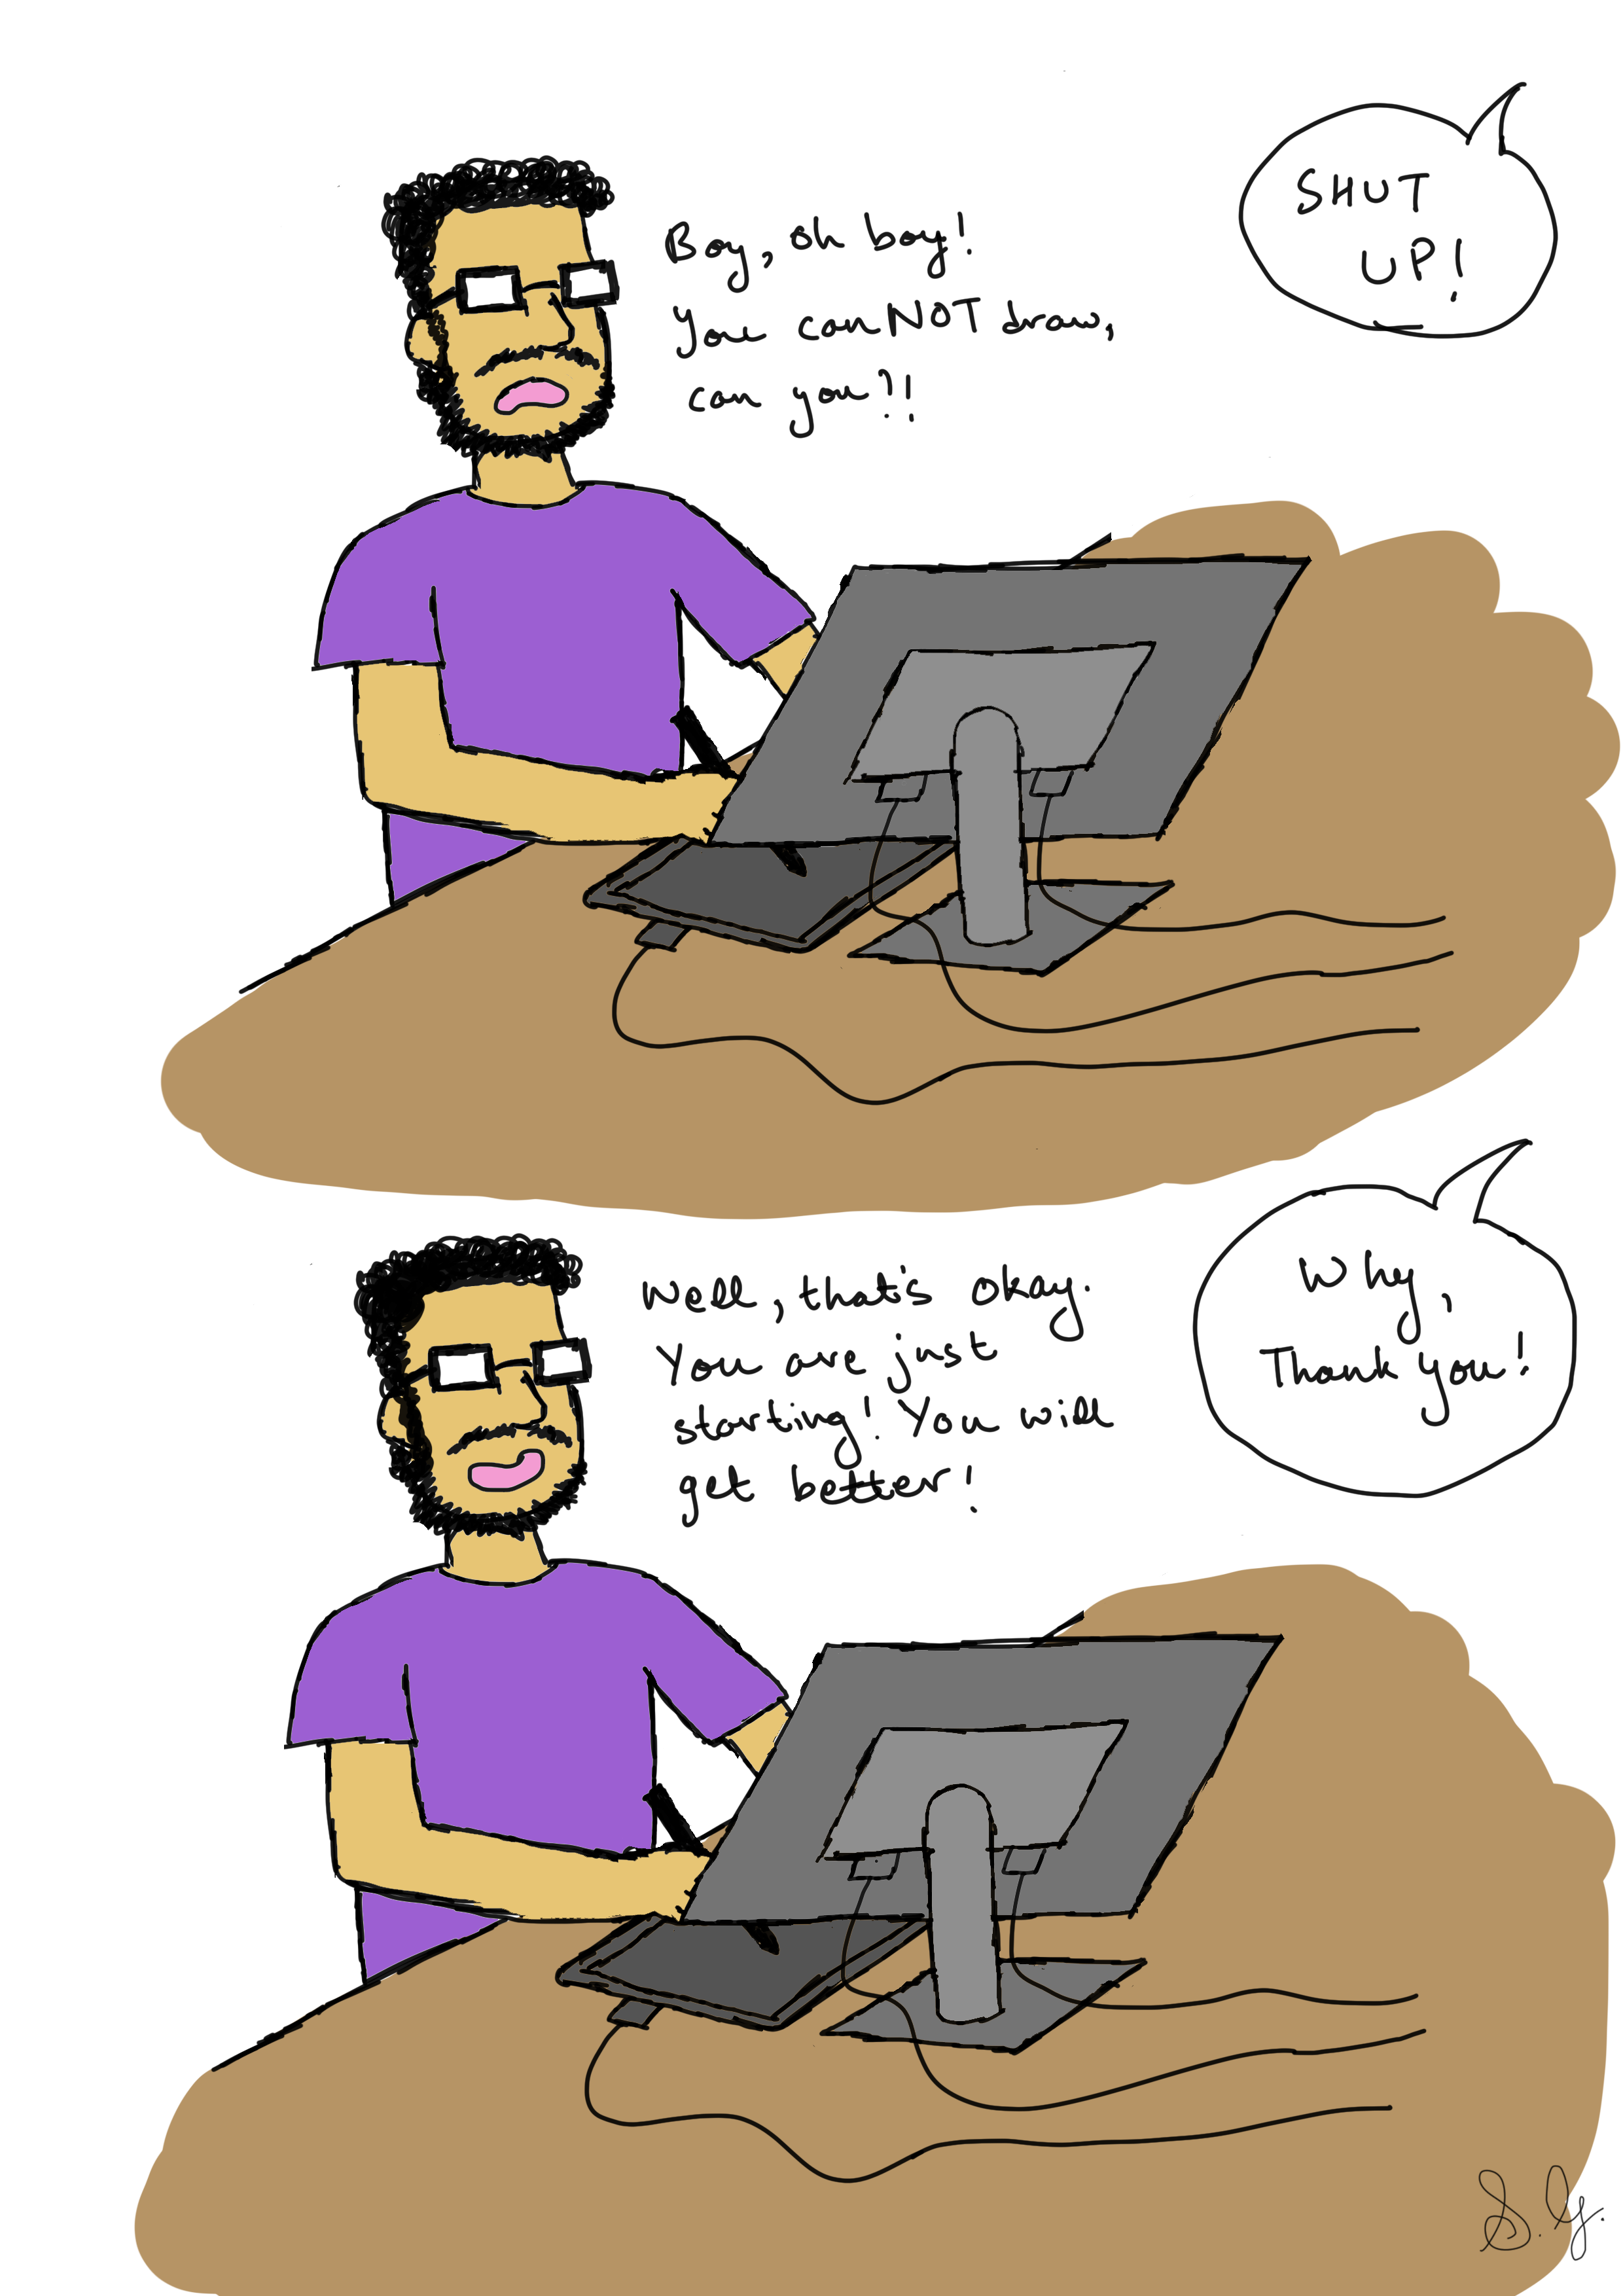 Boy, oh boy!
You canNOT draw,
can you?!
SHUT
UP!
Well, that's okay.
You are just
starting! You will
get better!
Why,
Thank you!
S.G.